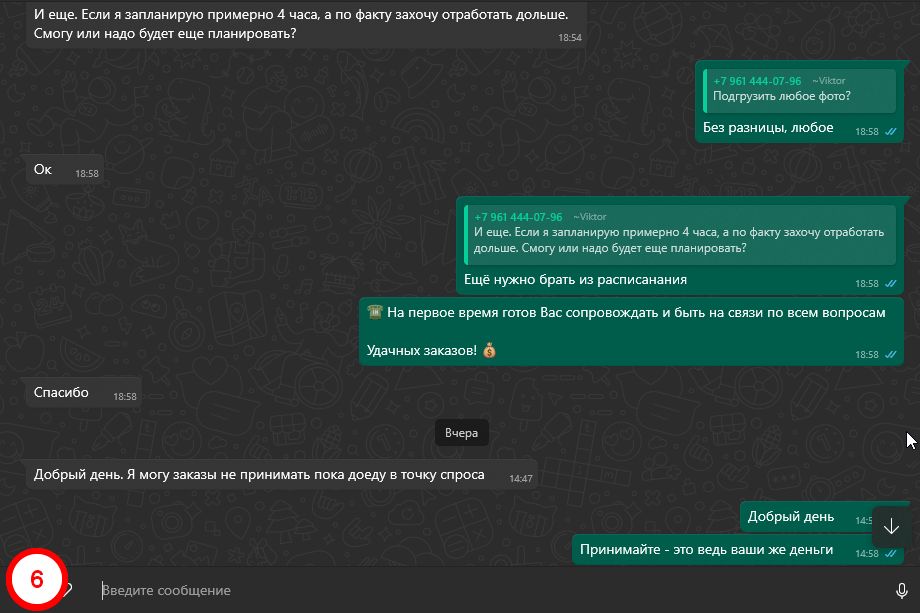 И еще. Если я запланирую примерно 4 часа, а по факту захочу отработать дольше.
Смогу или надо будет еще планировать?
18:54
+7 961 444-07-96 ~Viktor
Подгрузить любое фото?
Без разницы, любое
18:58
Ок
18:58
+7 961 444-07-96 ~Viktor
И еще. Если я запланирую примерно 4 часа, а по факту захочу отработать
дольше. Смогу или надо будет еще планировать?
Ещё нужно брать из расписанания
18:58
На первое время готов Вас сопровождать и быть на связи по всем вопросам
Удачных заказов!
18:58
Спасибо
18:58
Вчера
Добрый день. Я могу заказы не принимать пока доеду в точку спроса
14:47
Добрый день
Принимайте - это ведь ваши же деньги
14:58
6
Введите сообщение